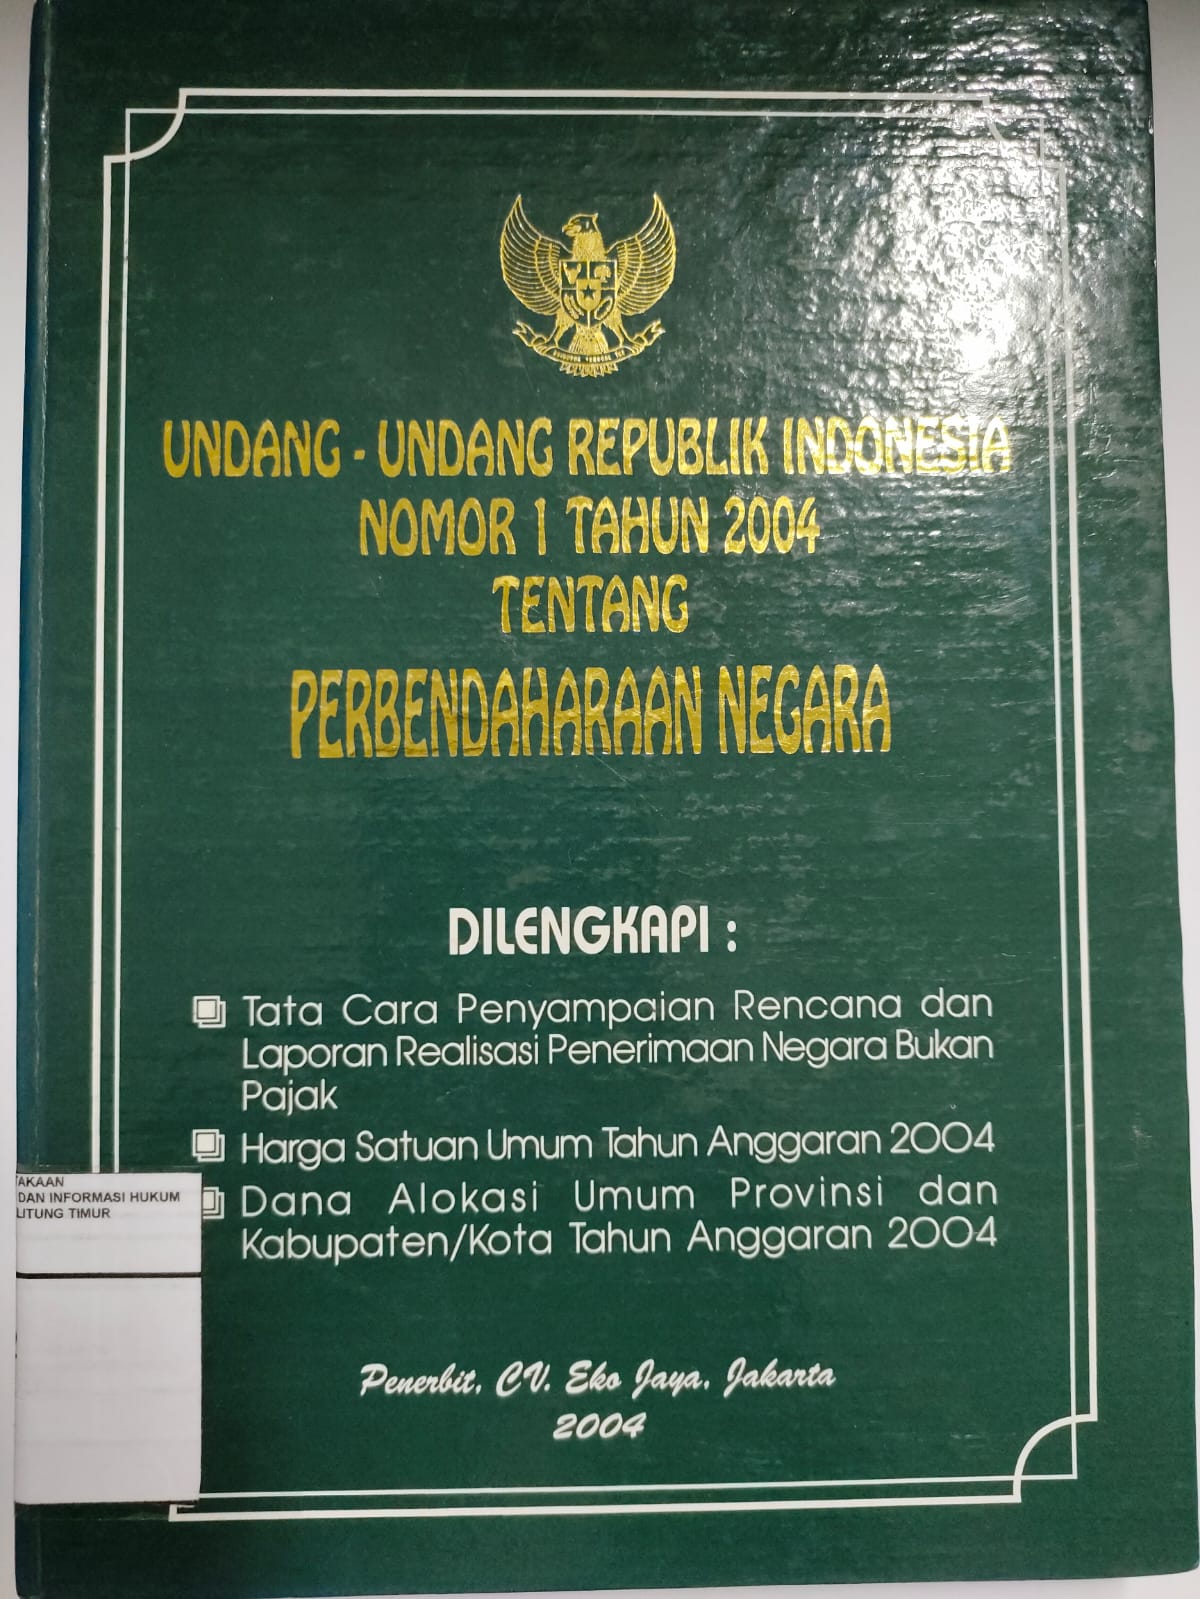 UNDANG - UNDANG REPUBLIK INDONESIA
NOMOR 1 TAHUN 2004
TENTANG
PERBENDAHARAAN NEGARA
DILENGKAPI :
Tata Cara Penyampaian Rencana dan
Laporan Realisasi Penerimaan Negara Bukan
Pajak
Harga Satuan Umum Tahun Anggaran 2004
Dana Alokasi Umum Provinsi dan
Kabupaten/Kota Tahun Anggaran 2004
TAKAAN
DAN INFORMASI HUKUM
LITUNG TIMUR
Penerbit, CV. Eko Jaya, Jakarta
2004